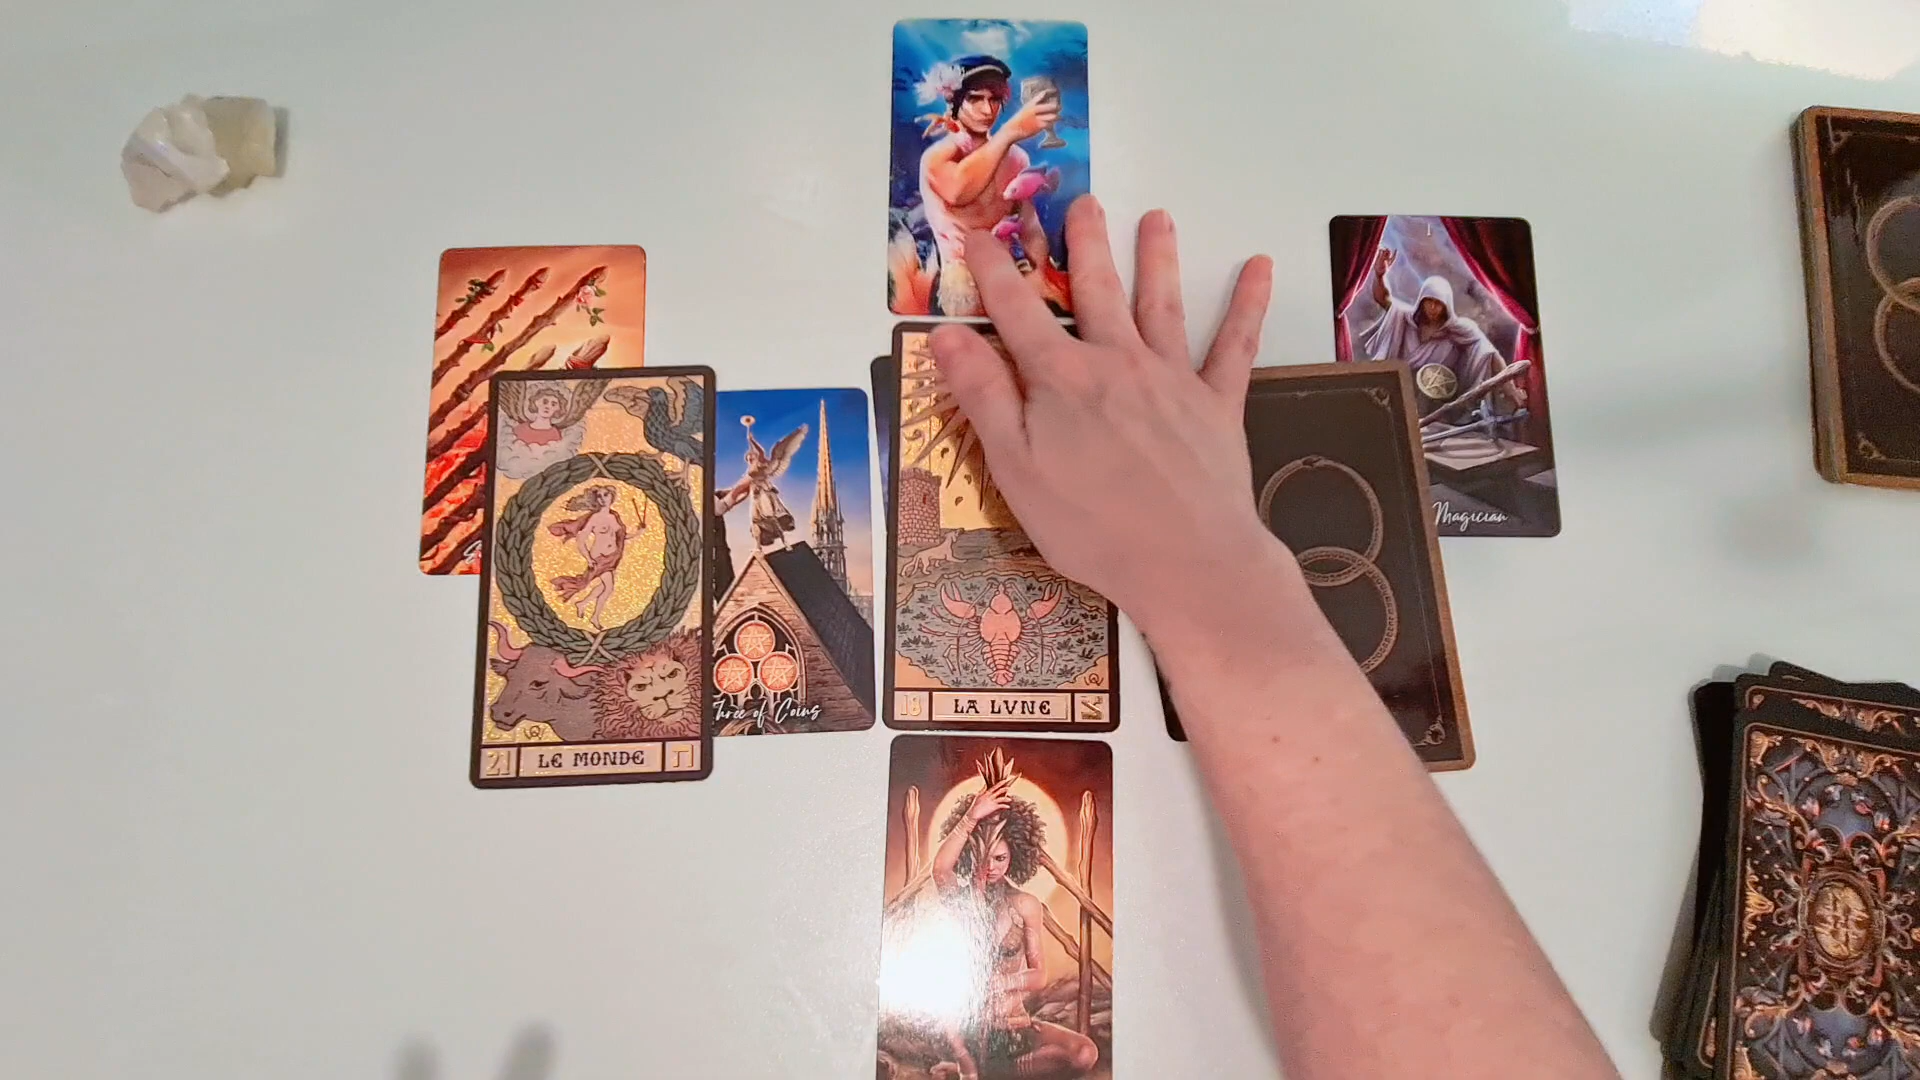 I
Magician
Three of Coins
18 LA LVNE
21 LE MONDE